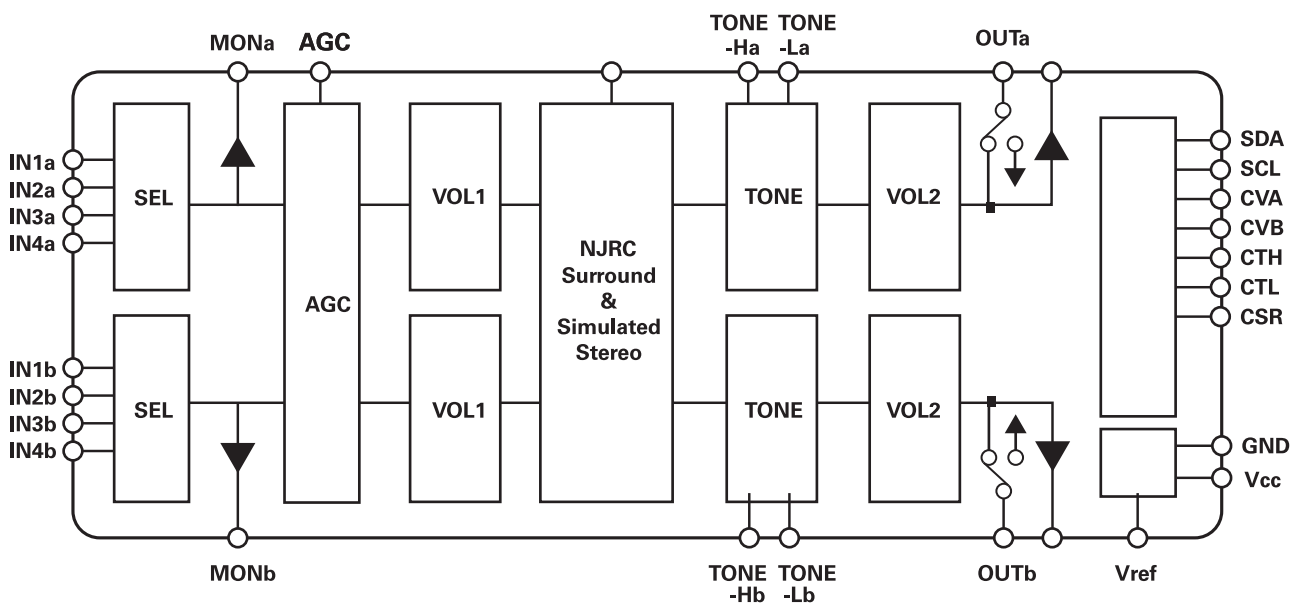 MONa
AGC
TONE
-Ha
TONE
-La
OUTa
IN1a
IN2a
IN3a
IN4a
SEL
VOL1
TONE
VOL2
SDA
SCL
CVA
CVB
CTH
CTL
CSR
AGC
NJRC
Surround
&
Simulated
Stereo
IN1b
IN2b
IN3b
IN4b
SEL
VOL1
TONE
VOL2
GND
Vcc
MONb
TONE
-Hb
TONE
-Lb
OUTb
Vref